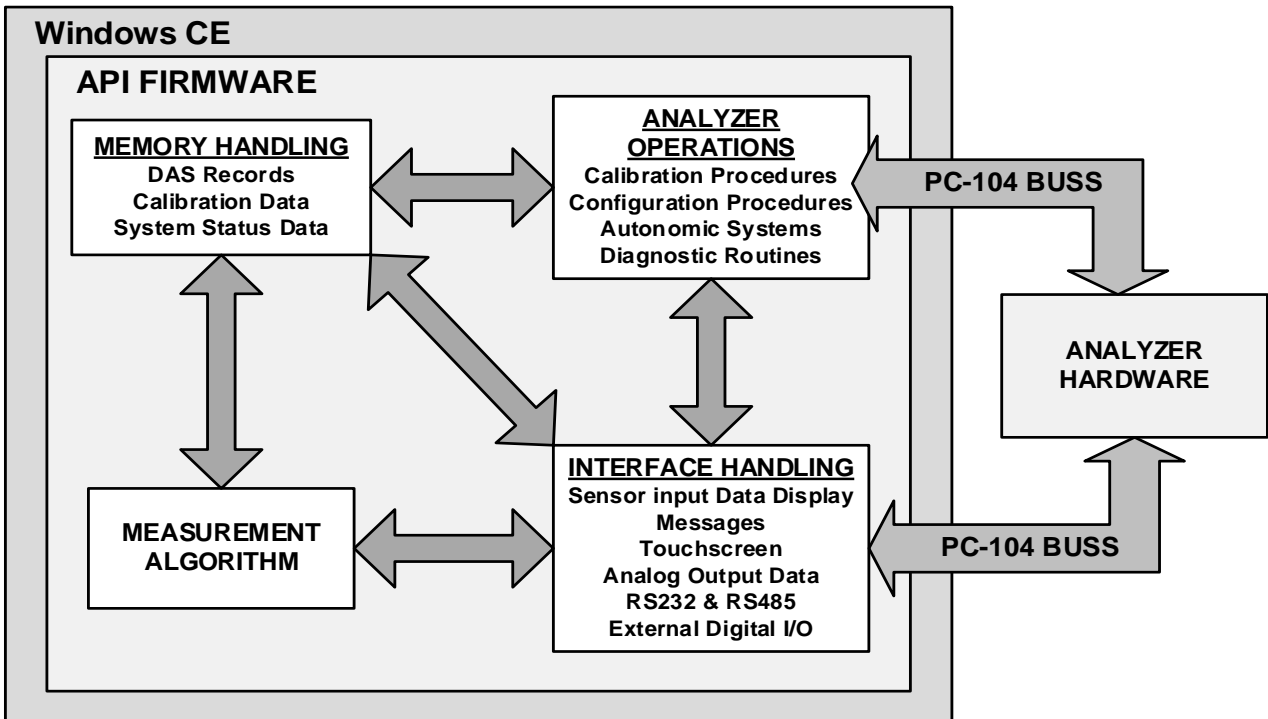 Windows CE
API FIRMWARE
MEMORY HANDLING
DAS Records
Calibration Data
System Status Data
ANALYZER
OPERATIONS
Calibration Procedures
Configuration Procedures
Autonomic Systems
Diagnostic Routines
PC-104 BUSS
ANALYZER
HARDWARE
MEASUREMENT
ALGORITHM
INTERFACE HANDLING
Sensor input Data Display
Messages
Touchscreen
Analog Output Data
RS232 & RS485
External Digital I/O
PC-104 BUSS